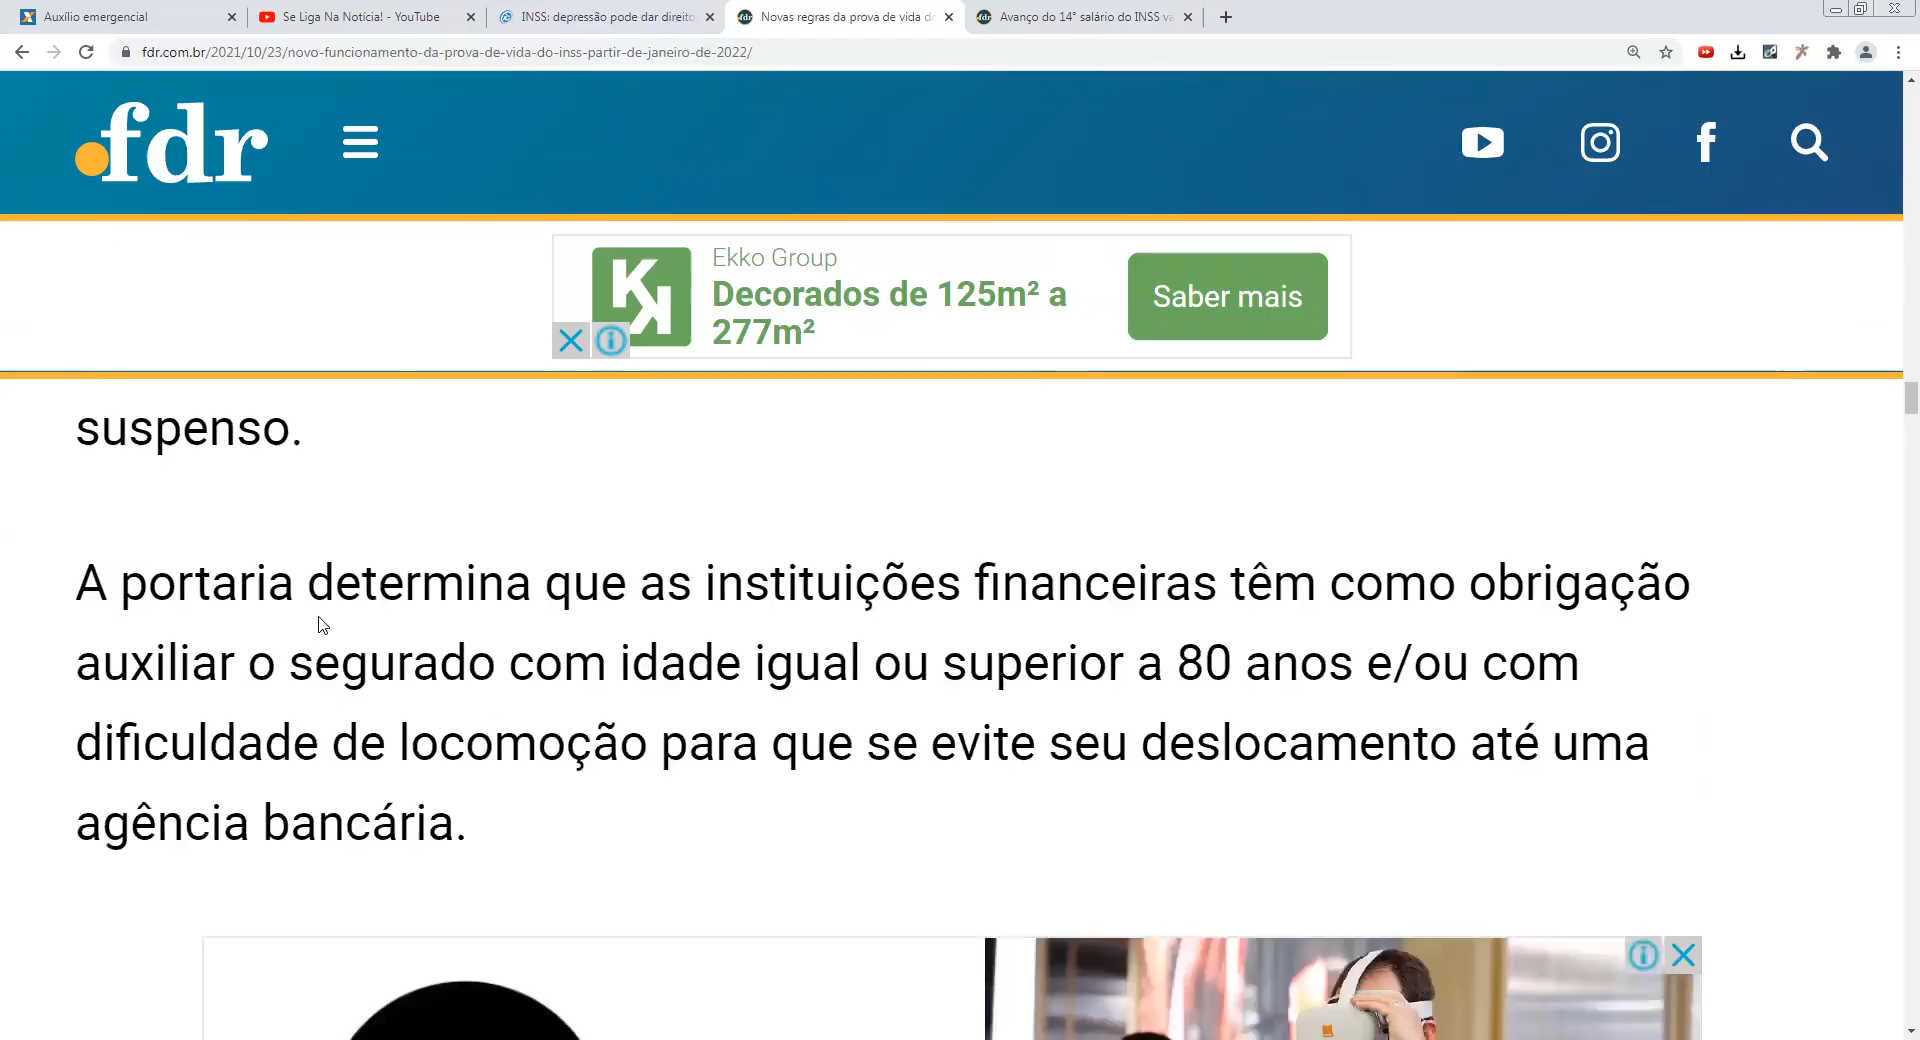 Auxílio emergencial
Se Liga Na Notícia! - YouTube
INSS: depressão pode dar direito
Novas regras da prova de vida d
Avanço do 14° salário do INSS va
fdr.com.br/2021/10/23/novo-funcionamento-da-prova-de-vida-do-inss-partir-de-janeiro-de-2022/
.fdr
Ekko Group
Decorados de 125m² a
277m²
Saber mais
suspenso.
A portaria determina que as instituições financeiras têm como obrigação
auxiliar o segurado com idade igual ou superior a 80 anos e/ou com
dificuldade de locomoção para que se evite seu deslocamento até uma
agência bancária.